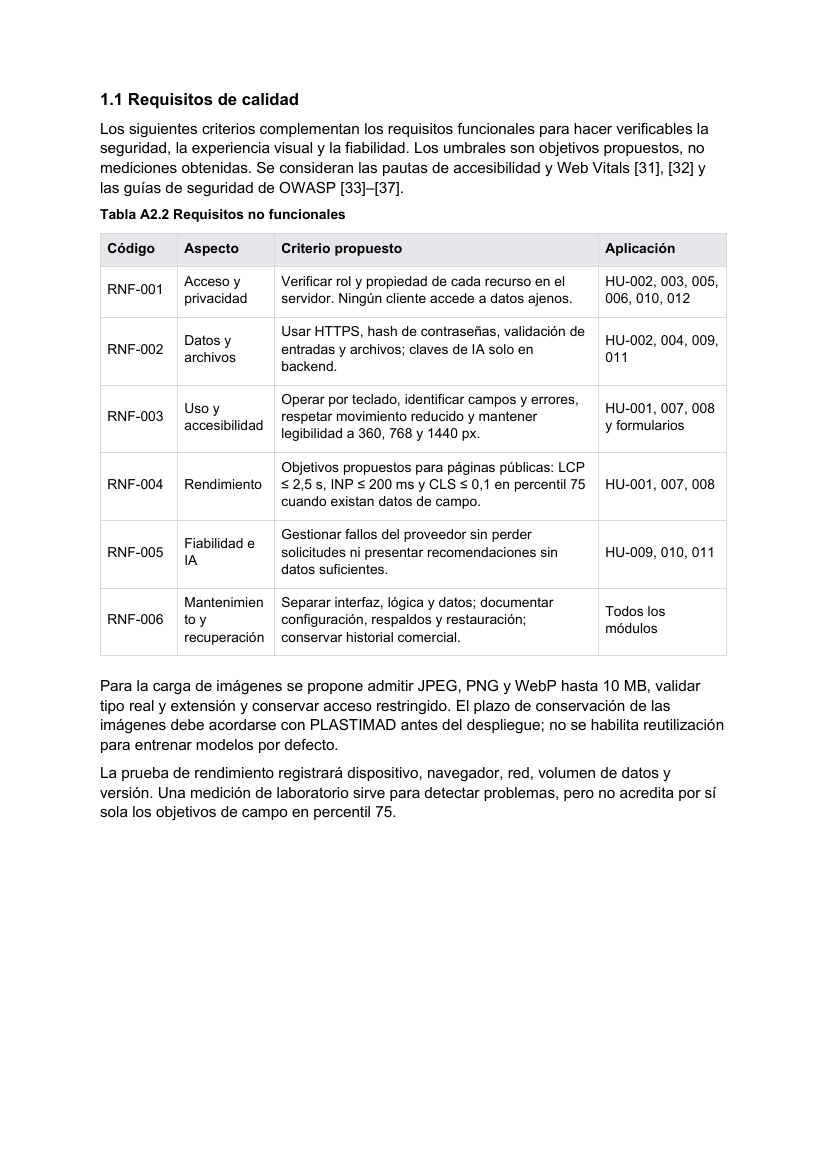 1.1 Requisitos de calidad
Los siguientes criterios complementan los requisitos funcionales para hacer verificables la
seguridad, la experiencia visual y la fiabilidad. Los umbrales son objetivos propuestos, no
mediciones obtenidas. Se consideran las pautas de accesibilidad y Web Vitals [31], [32] y
las guías de seguridad de OWASP [33]–[37].
Tabla A2.2 Requisitos no funcionales
Código Aspecto Criterio propuesto Aplicación
RNF-001
Acceso y
privacidad
Verificar rol y propiedad de cada recurso en el
servidor. Ningún cliente accede a datos ajenos.
HU-002, 003, 005,
006, 010, 012
RNF-002
Datos y
archivos
Usar HTTPS, hash de contraseñas, validación de
entradas y archivos; claves de IA solo en
backend.
HU-002, 004, 009,
011
RNF-003
Uso y
accesibilidad
Operar por teclado, identificar campos y errores,
respetar movimiento reducido y mantener
legibilidad a 360, 768 y 1440 px.
HU-001, 007, 008
y formularios
RNF-004
Rendimiento
Objetivos propuestos para páginas públicas: LCP
≤ 2,5 s, INP ≤ 200 ms y CLS ≤ 0,1 en percentil 75
cuando existan datos de campo.
HU-001, 007, 008
RNF-005
Fiabilidad e
IA
Gestionar fallos del proveedor sin perder
solicitudes ni presentar recomendaciones sin
datos suficientes.
HU-009, 010, 011
RNF-006
Mantenimien
to y
recuperación
Separar interfaz, lógica y datos; documentar
configuración, respaldos y restauración;
conservar historial comercial.
Todos los
módulos
Para la carga de imágenes se propone admitir JPEG, PNG y WebP hasta 10 MB, validar
tipo real y extensión y conservar acceso restringido. El plazo de conservación de las
imágenes debe acordarse con PLASTIMAD antes del despliegue; no se habilita reutilización
para entrenar modelos por defecto.
La prueba de rendimiento registrará dispositivo, navegador, red, volumen de datos y
versión. Una medición de laboratorio sirve para detectar problemas, pero no acredita por sí
sola los objetivos de campo en percentil 75.